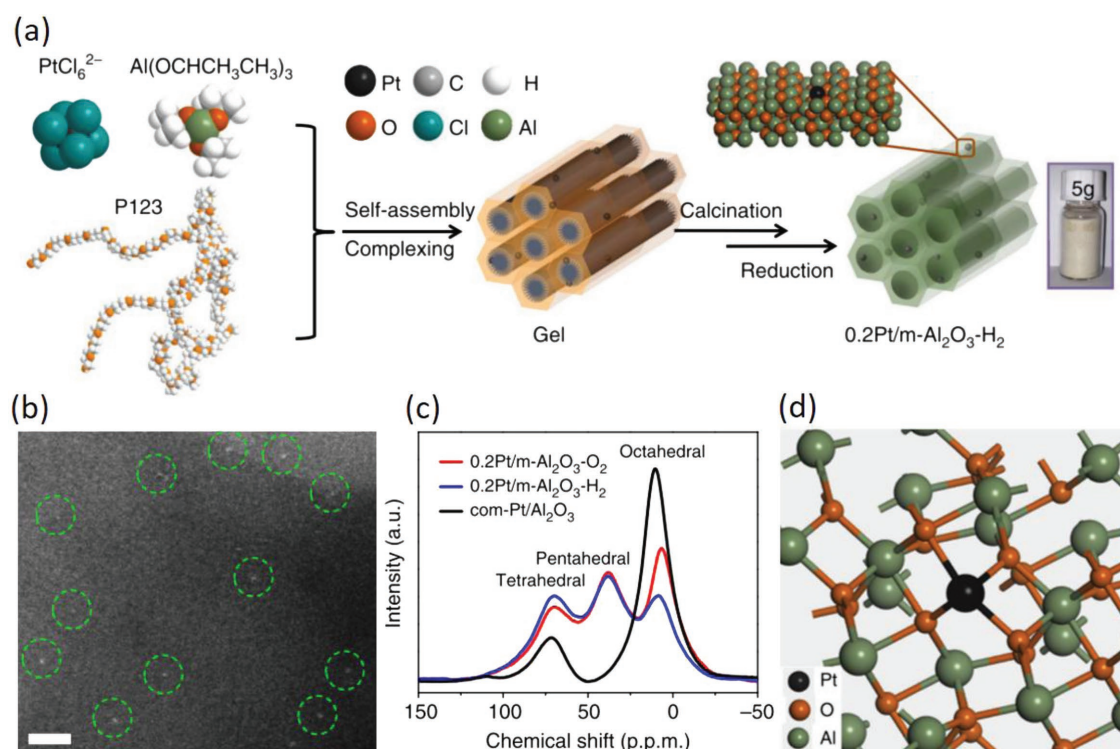 (a)
PtCl₆²⁻
Al(OCHCH₃CH₃)₃
Pt
C
H
O
Cl
Al
P123
Self-assembly
Complexing
Gel
Calcination
Reduction
5g
0.2Pt/m-Al₂O₃-H₂
(b)
(c)
0.2Pt/m-Al₂O₃-O₂
0.2Pt/m-Al₂O₃-H₂
com-Pt/Al₂O₃
Octahedral
Pentahedral
Tetrahedral
Intensity (a.u.)
150
100
50
0
−50
Chemical shift (p.p.m.)
(d)
Pt
O
Al